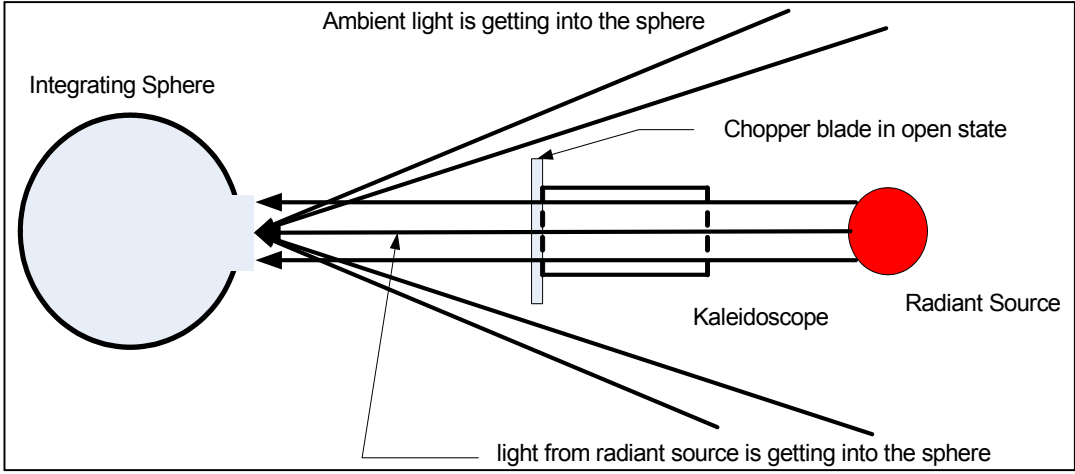 Ambient light is getting into the sphere
Integrating Sphere
Chopper blade in open state
Kaleidoscope
Radiant Source
light from radiant source is getting into the sphere